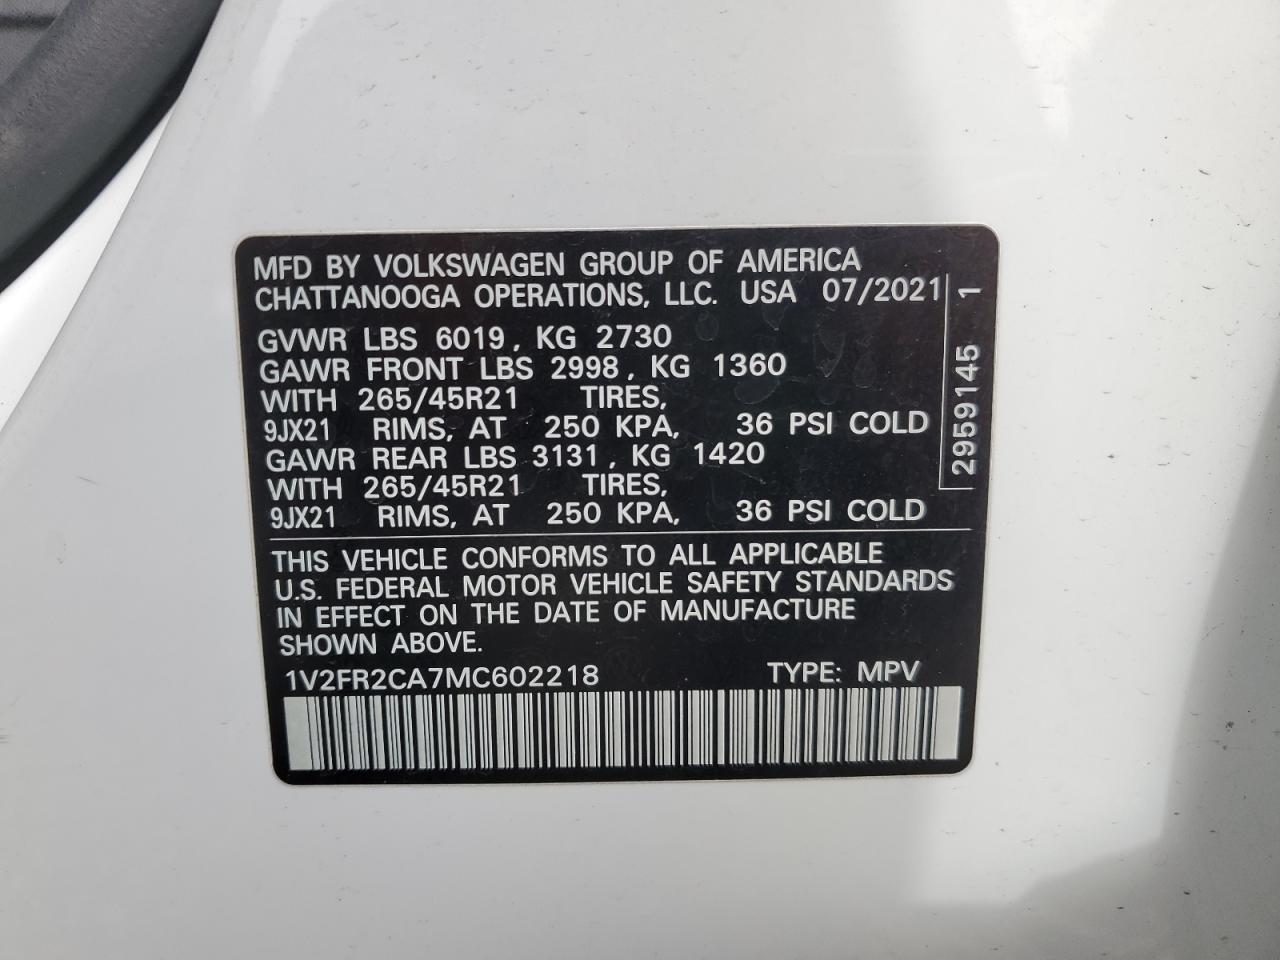 MFD BY VOLKSWAGEN GROUP OF AMERICA
CHATTANOOGA OPERATIONS, LLC. USA 07/2021
GVWR LBS 6019, KG 2730
GAWR FRONT LBS 2998, KG 1360
WITH 265/45R21 TIRES,
9JX21 RIMS, AT 250 KPA, 36 PSI COLD
GAWR REAR LBS 3131, KG 1420
WITH 265/45R21 TIRES,
9JX21 RIMS, AT 250 KPA, 36 PSI COLD
2959145 1
THIS VEHICLE CONFORMS TO ALL APPLICABLE
U.S. FEDERAL MOTOR VEHICLE SAFETY STANDARDS
IN EFFECT ON THE DATE OF MANUFACTURE
SHOWN ABOVE.
1V2FR2CA7MC602218 TYPE: MPV